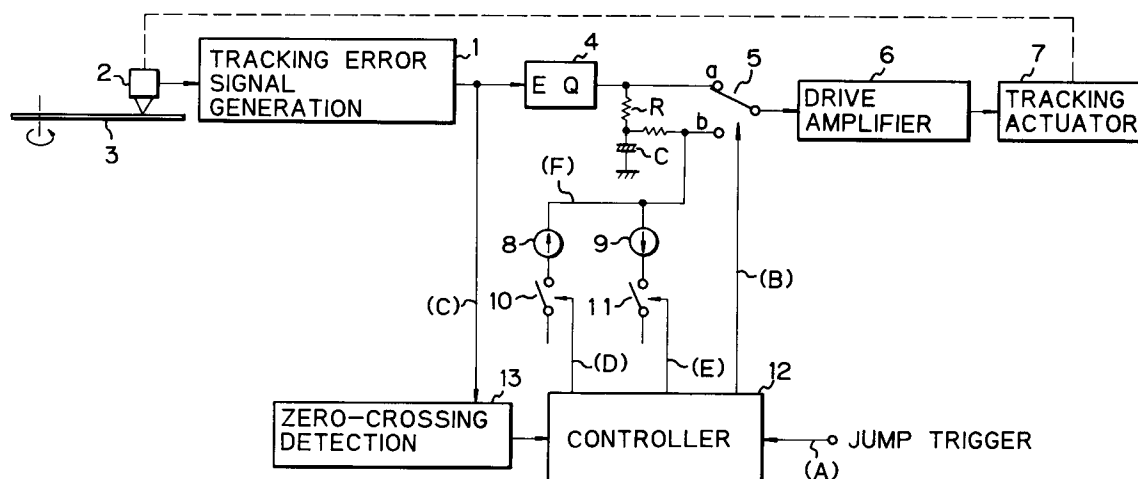 1
TRACKING ERROR
SIGNAL
GENERATION
2
3
4
E Q
R
C
a
b
5
6
DRIVE
AMPLIFIER
7
TRACKING
ACTUATOR
(F)
8
9
10
11
(C)
(B)
(D)
(E)
13
ZERO-CROSSING
DETECTION
12
CONTROLLER
JUMP TRIGGER
(A)